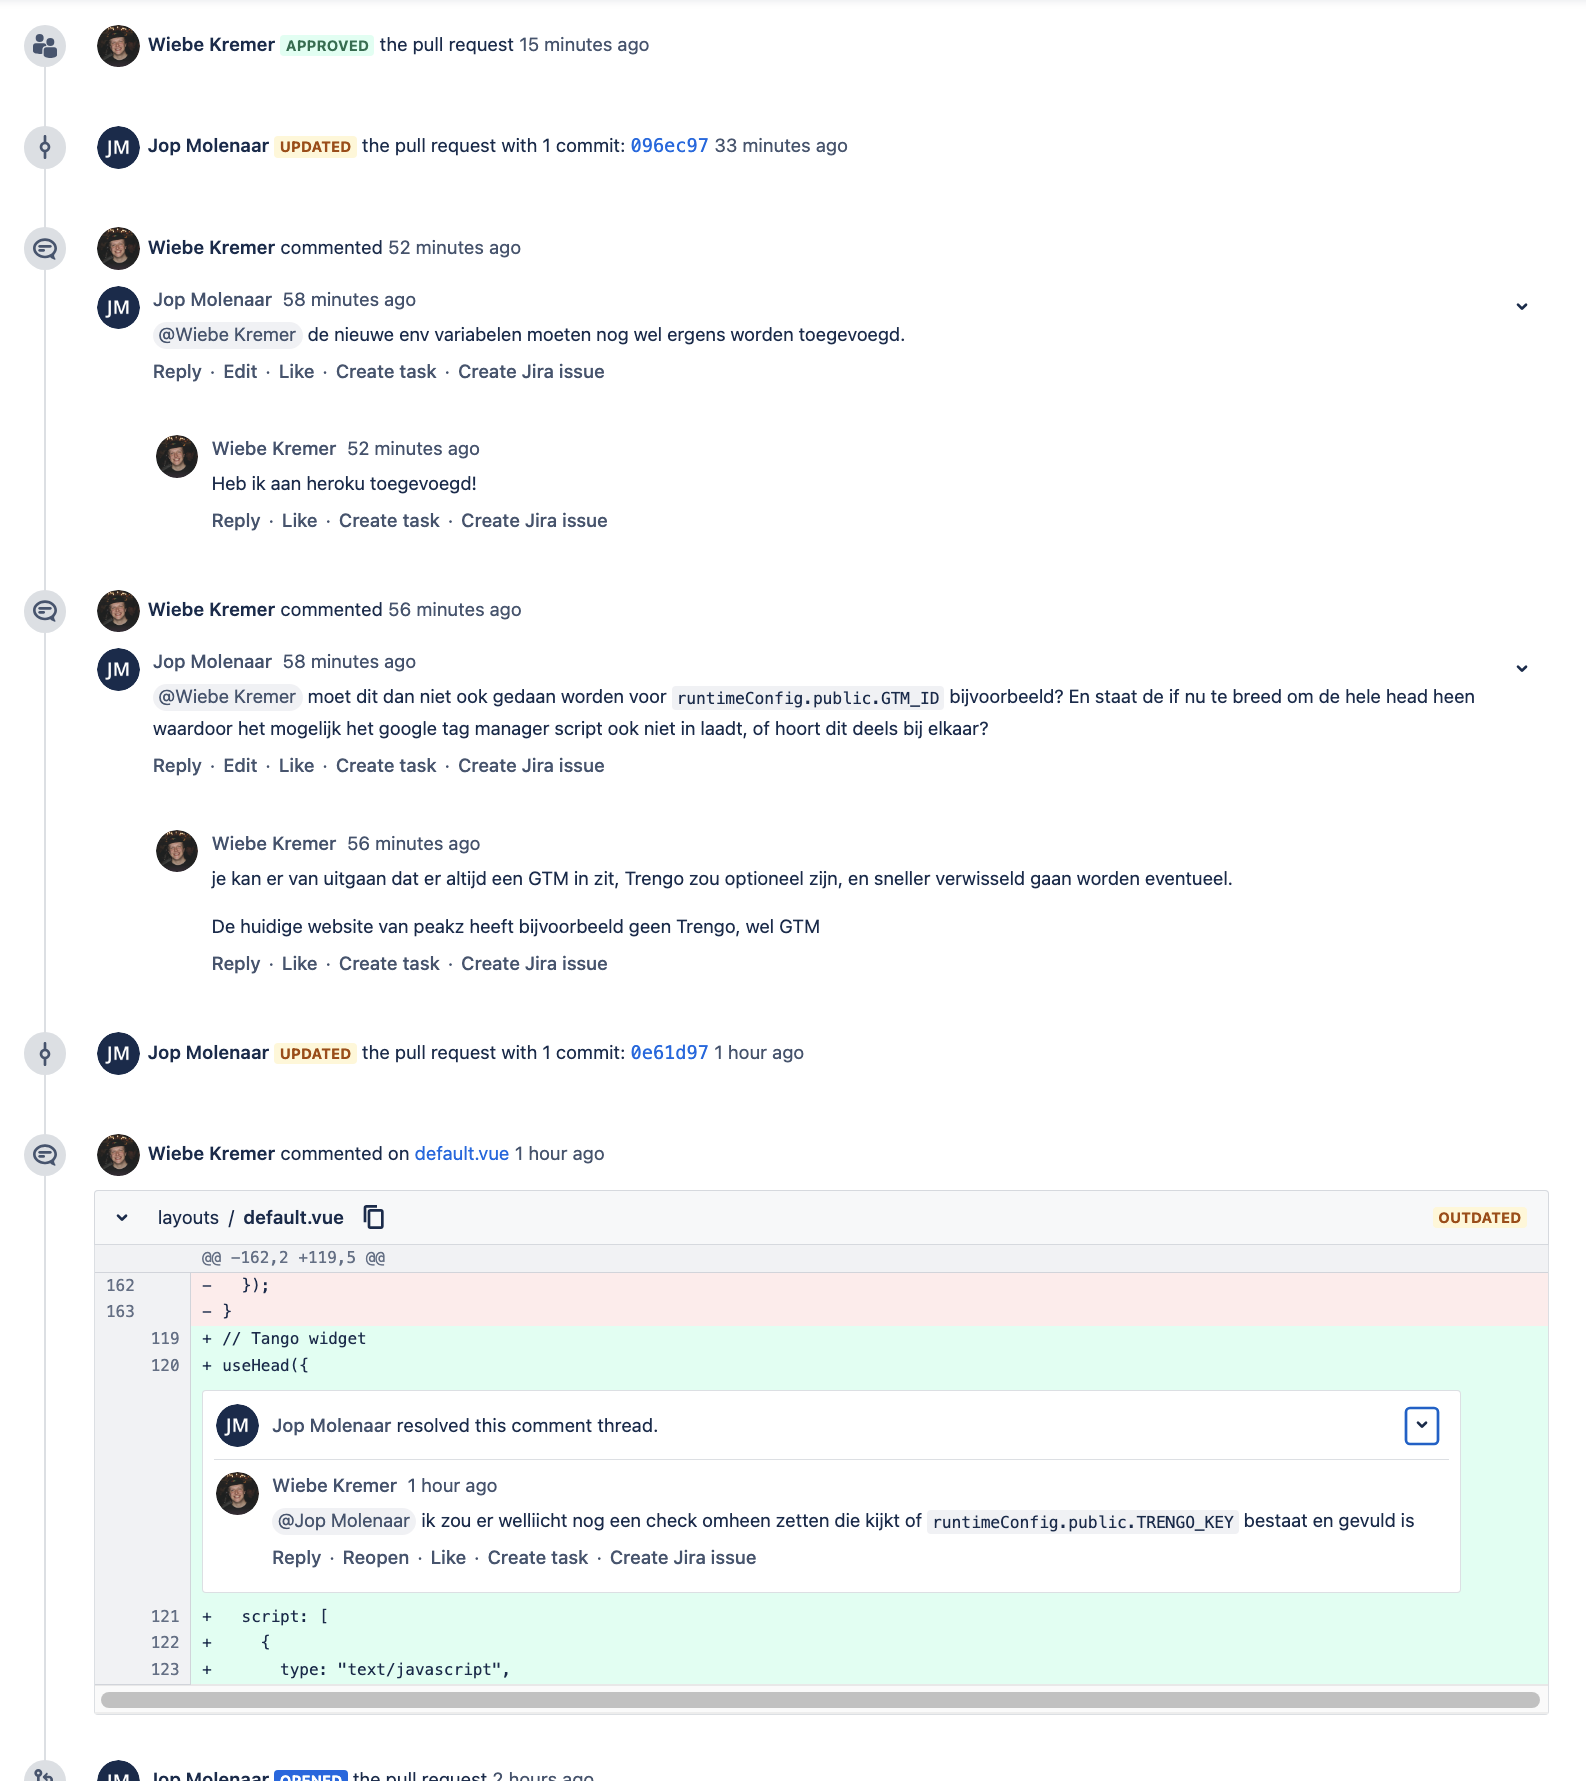 Wiebe Kremer APPROVED the pull request 15 minutes ago
JM Jop Molenaar UPDATED the pull request with 1 commit: 096ec97 33 minutes ago
Wiebe Kremer commented 52 minutes ago
JM Jop Molenaar 58 minutes ago
@Wiebe Kremer de nieuwe env variabelen moeten nog wel ergens worden toegevoegd.
Reply · Edit · Like · Create task · Create Jira issue
Wiebe Kremer 52 minutes ago
Heb ik aan heroku toegevoegd!
Reply · Like · Create task · Create Jira issue
Wiebe Kremer commented 56 minutes ago
JM Jop Molenaar 58 minutes ago
@Wiebe Kremer moet dit dan niet ook gedaan worden voor runtimeConfig.public.GTM_ID bijvoorbeeld? En staat de if nu te breed om de hele head heen
waardoor het mogelijk het google tag manager script ook niet in laadt, of hoort dit deels bij elkaar?
Reply · Edit · Like · Create task · Create Jira issue
Wiebe Kremer 56 minutes ago
je kan er van uitgaan dat er altijd een GTM in zit, Trengo zou optioneel zijn, en sneller verwisseld gaan worden eventueel.
De huidige website van peakz heeft bijvoorbeeld geen Trengo, wel GTM
Reply · Like · Create task · Create Jira issue
JM Jop Molenaar UPDATED the pull request with 1 commit: 0e61d97 1 hour ago
Wiebe Kremer commented on default.vue 1 hour ago
layouts / default.vue OUTDATED
@@ -162,2 +119,5 @@
162 -   });
163 - }
119 + // Tango widget
120 + useHead({
JM Jop Molenaar resolved this comment thread.
Wiebe Kremer 1 hour ago
@Jop Molenaar ik zou er welliicht nog een check omheen zetten die kijkt of runtimeConfig.public.TRENGO_KEY bestaat en gevuld is
Reply · Reopen · Like · Create task · Create Jira issue
121 +   script: [
122 +     {
123 +       type: "text/javascript",
JM Jop Molenaar OPENED the pull request 2 hours ago